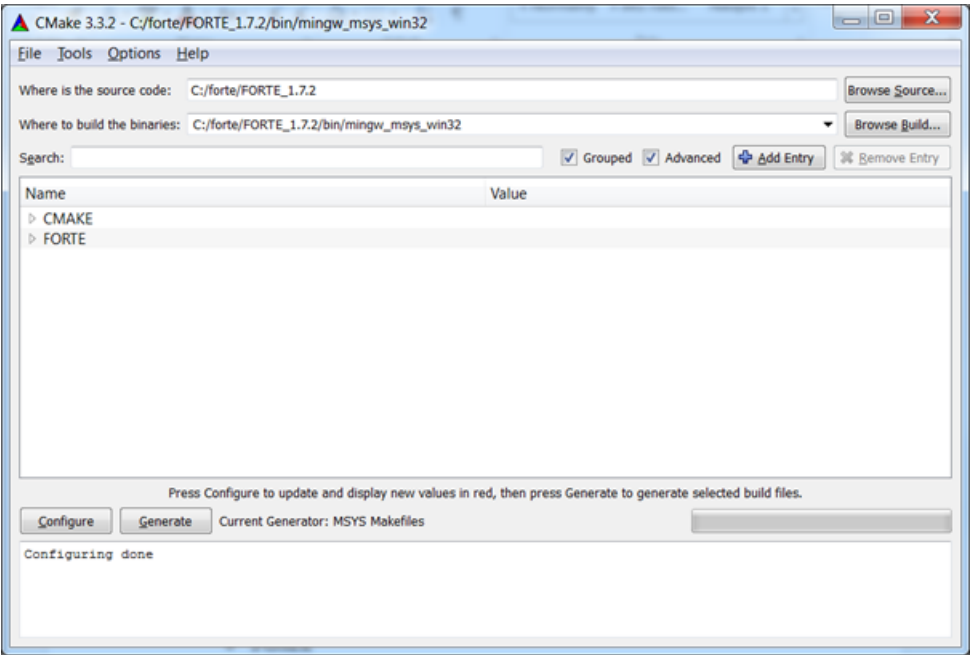 CMake 3.3.2 - C:/forte/FORTE_1.7.2/bin/mingw_msys_win32
File Tools Options Help
Where is the source code: C:/forte/FORTE_1.7.2 Browse Source...
Where to build the binaries: C:/forte/FORTE_1.7.2/bin/mingw_msys_win32 Browse Build...
Search: Grouped Advanced Add Entry Remove Entry
Name Value
CMAKE
FORTE
Press Configure to update and display new values in red, then press Generate to generate selected build files.
Configure Generate Current Generator: MSYS Makefiles
Configuring done